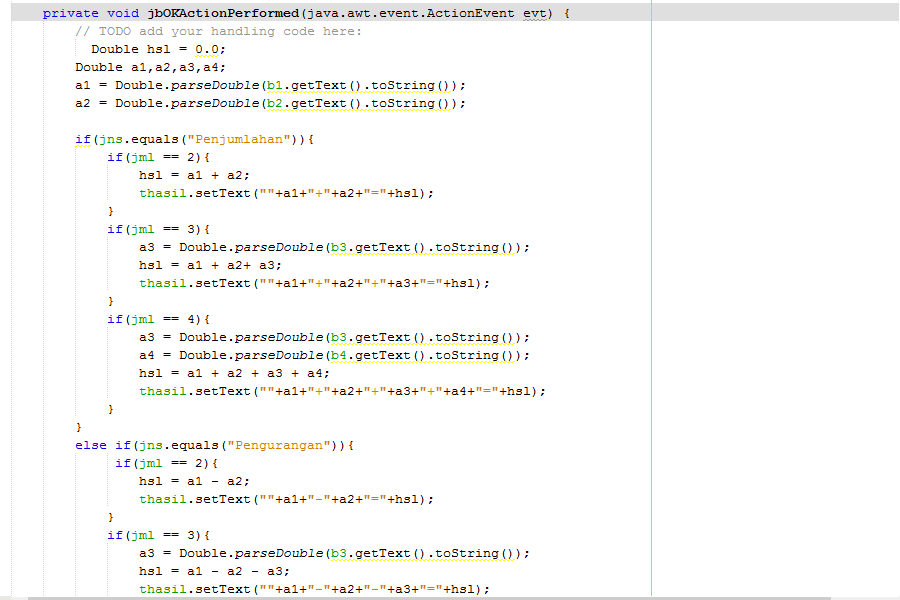 private void jbOKActionPerformed(java.awt.event.ActionEvent evt) {
// TODO add your handling code here:
Double hsl = 0.0;
Double a1,a2,a3,a4;
a1 = Double.parseDouble(b1.getText().toString());
a2 = Double.parseDouble(b2.getText().toString());
if(jns.equals("Penjumlahan")){
if(jml == 2){
hsl = a1 + a2;
thasil.setText(""+a1+"+"+a2+"="+hsl);
}
if(jml == 3){
a3 = Double.parseDouble(b3.getText().toString());
hsl = a1 + a2+ a3;
thasil.setText(""+a1+"+"+a2+"+"+a3+"="+hsl);
}
if(jml == 4){
a3 = Double.parseDouble(b3.getText().toString());
a4 = Double.parseDouble(b4.getText().toString());
hsl = a1 + a2 + a3 + a4;
thasil.setText(""+a1+"+"+a2+"+"+a3+"+"+a4+"="+hsl);
}
}
else if(jns.equals("Pengurangan")){
if(jml == 2){
hsl = a1 - a2;
thasil.setText(""+a1+"-"+a2+"="+hsl);
}
if(jml == 3){
a3 = Double.parseDouble(b3.getText().toString());
hsl = a1 - a2 - a3;
thasil.setText(""+a1+"-"+a2+"-"+a3+"="+hsl);